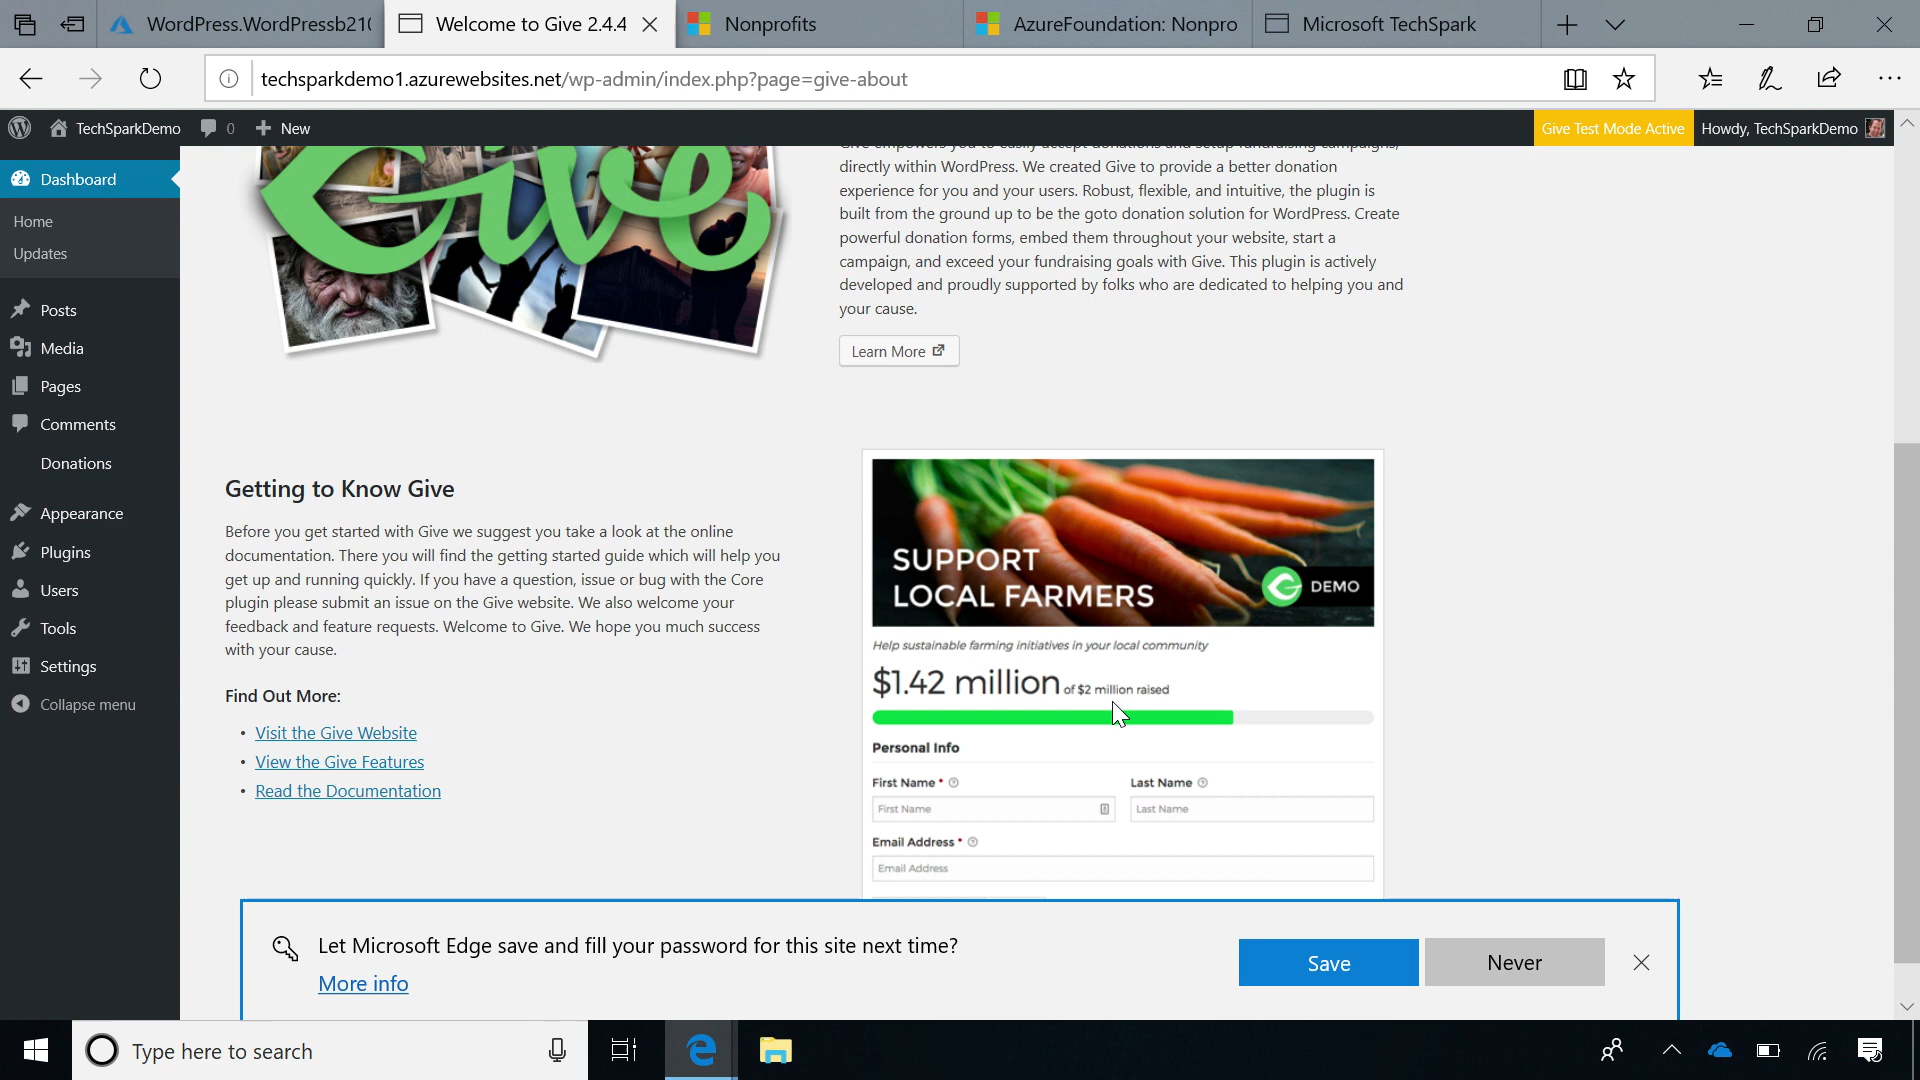 WordPress.WordPressb210
Welcome to Give 2.4.4
Nonprofits
AzureFoundation: Nonpro
Microsoft TechSpark
techsparkdemo1.azurewebsites.net/wp-admin/index.php?page=give-about
TechSparkDemo
0
New
Give Test Mode Active
Howdy, TechSparkDemo
Dashboard
Home
Updates
Posts
Media
Pages
Comments
Donations
Appearance
Plugins
Users
Tools
Settings
Collapse menu
Give
Give empowers you to easily accept donations and setup fundraising campaigns,
directly within WordPress. We created Give to provide a better donation
experience for you and your users. Robust, flexible, and intuitive, the plugin is
built from the ground up to be the goto donation solution for WordPress. Create
powerful donation forms, embed them throughout your website, start a
campaign, and exceed your fundraising goals with Give. This plugin is actively
developed and proudly supported by folks who are dedicated to helping you and
your cause.
Learn More
Getting to Know Give
Before you get started with Give we suggest you take a look at the online
documentation. There you will find the getting started guide which will help you
get up and running quickly. If you have a question, issue or bug with the Core
plugin please submit an issue on the Give website. We also welcome your
feedback and feature requests. Welcome to Give. We hope you much success
with your cause.
Find Out More:
• Visit the Give Website
• View the Give Features
• Read the Documentation
SUPPORT
LOCAL FARMERS
DEMO
Help sustainable farming initiatives in your local community
$1.42 million of $2 million raised
Personal Info
First Name *
Last Name
First Name
Last Name
Email Address *
Email Address
Let Microsoft Edge save and fill your password for this site next time?
More info
Save
Never
Type here to search